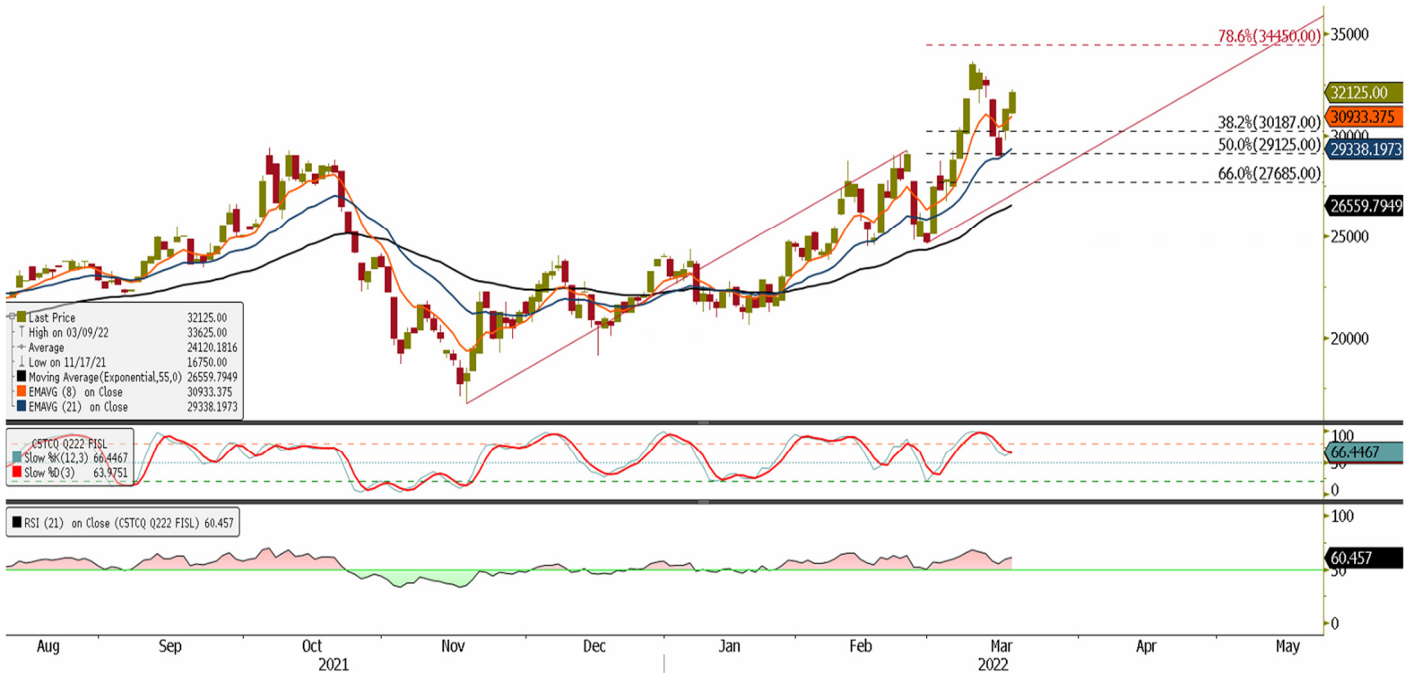 35000
78.6%(34450.00)
32125.00
30933.375
38.2%(30187.00)
30000
50.0%(29125.00)
29338.1973
66.0%(27685.00)
26559.7949
25000
20000
Last Price 32125.00
High on 03/09/22 33625.00
Average 24120.1816
Low on 11/17/21 16750.00
Moving Average(Exponential,55,0) 26559.7949
EMAVG (8) on Close 30933.375
EMAVG (21) on Close 29338.1973
C5TCQ Q222 FISL
Slow %K(12,3) 66.4467
Slow %D(3) 63.9751
100
66.4467
50
0
RSI (21) on Close (C5TCQ Q222 FISL) 60.457
100
60.457
50
0
Aug Sep Oct Nov Dec Jan Feb Mar Apr May
2021 2022